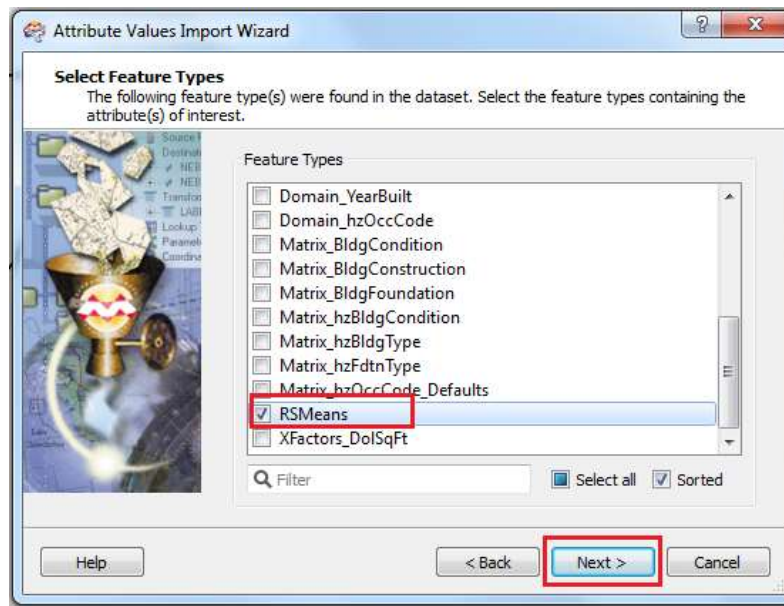 Attribute Values Import Wizard
Select Feature Types
The following feature type(s) were found in the dataset. Select the feature types containing the
attribute(s) of interest.
Feature Types
Domain_YearBuilt
Domain_hzOccCode
Matrix_BldgCondition
Matrix_BldgConstruction
Matrix_BldgFoundation
Matrix_hzBldgCondition
Matrix_hzBldgType
Matrix_hzFdtnType
Matrix_hzOccCode_Defaults
RSMeans
XFactors_DolSqFt
Filter
Select all
Sorted
Help
< Back
Next >
Cancel